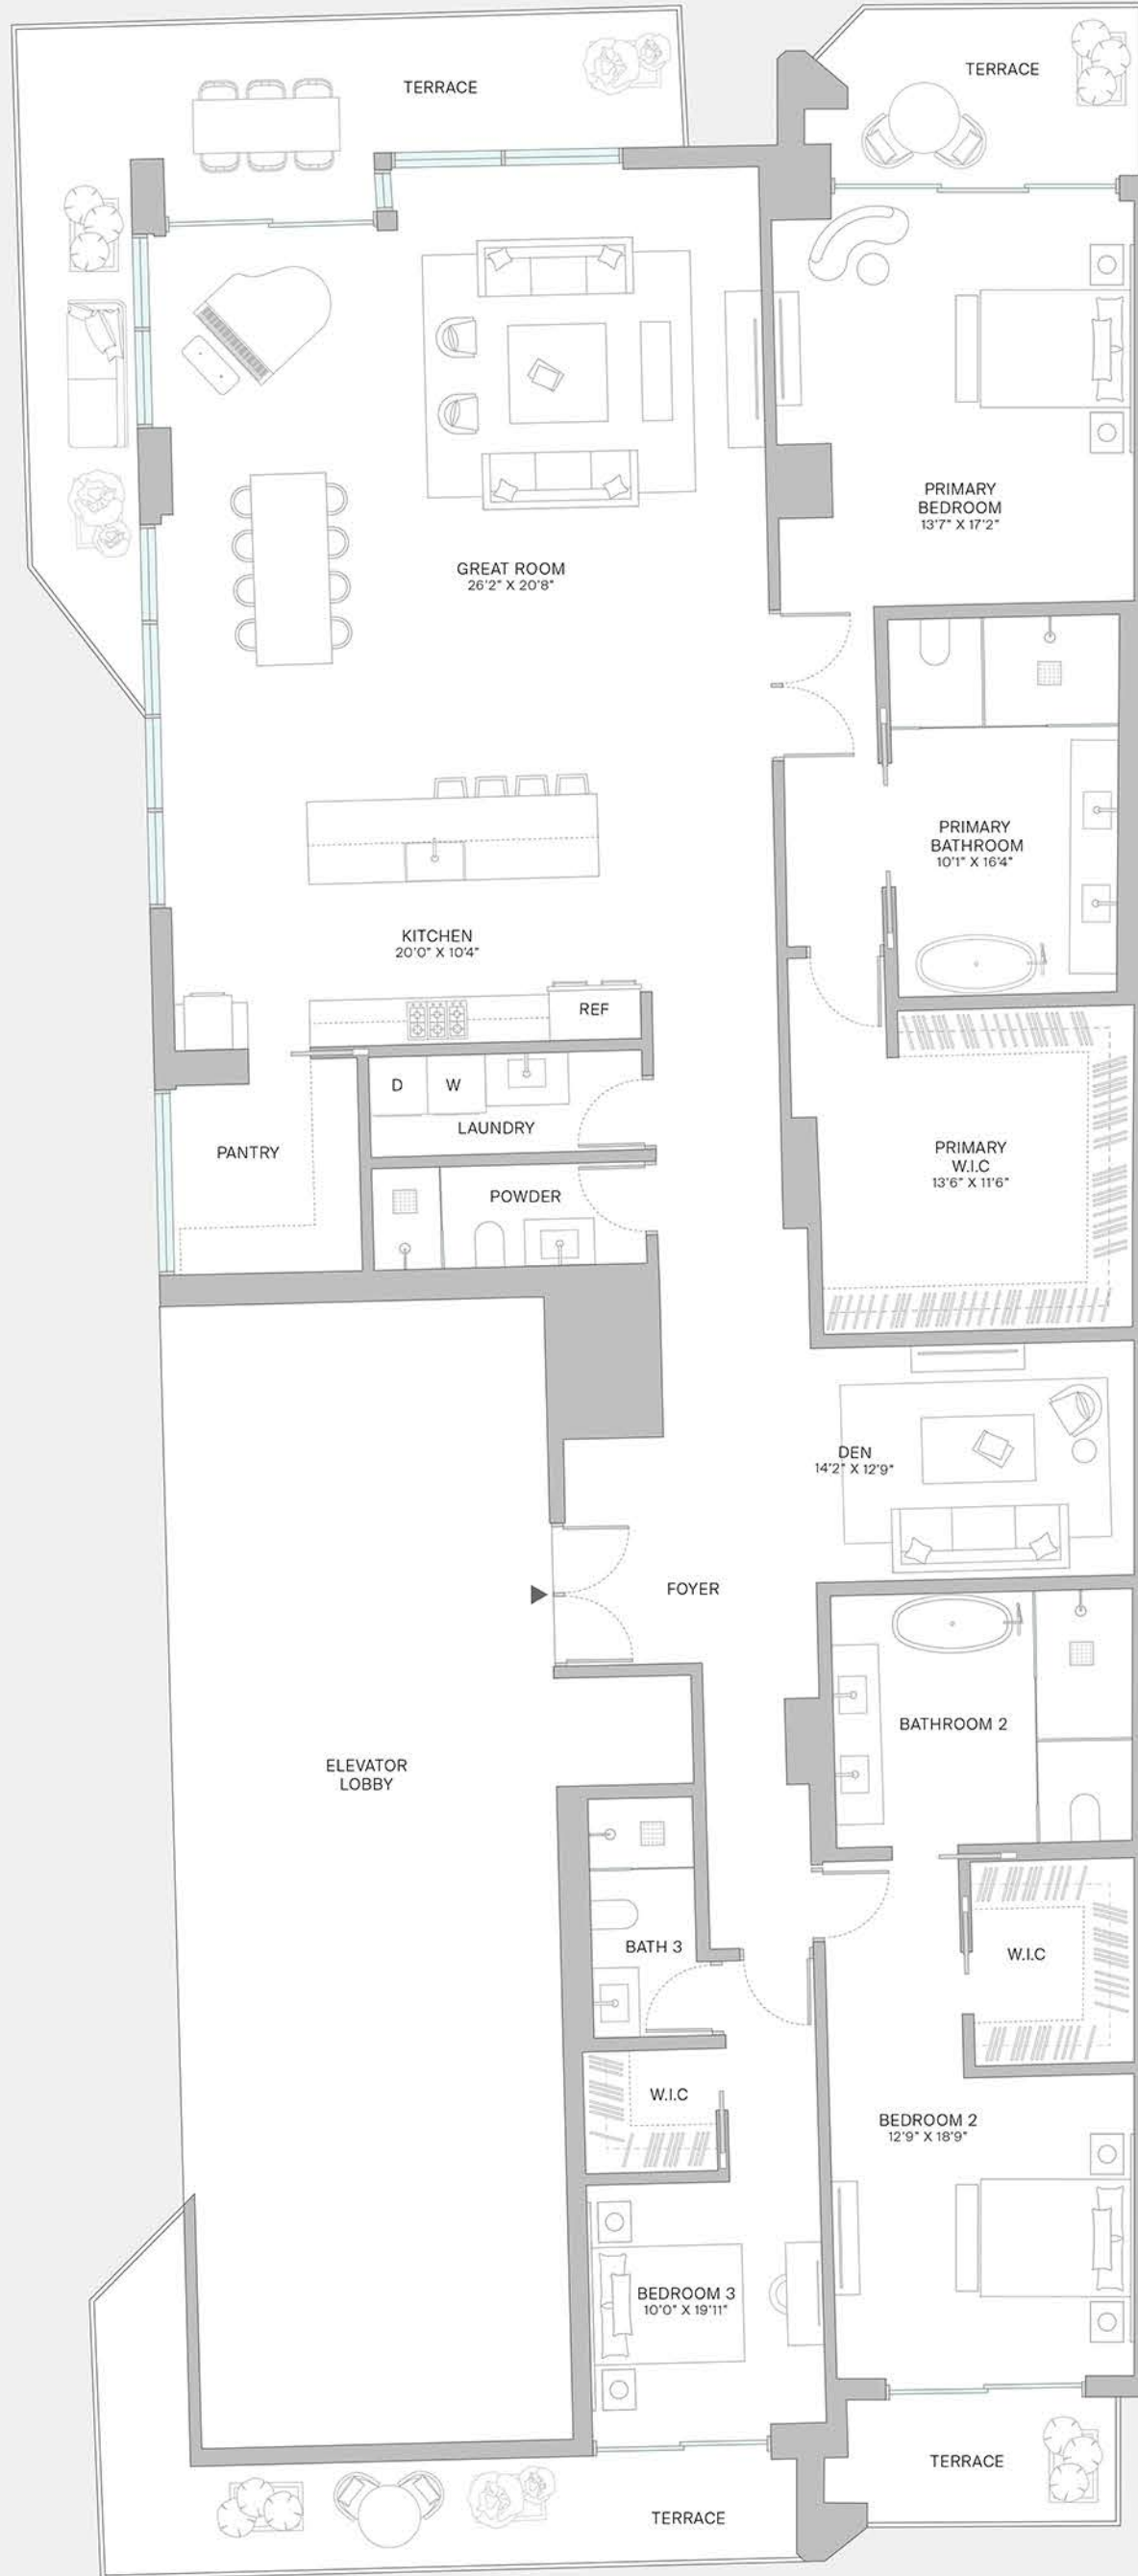 TERRACE
TERRACE
PRIMARY
BEDROOM
13'7" X 17'2"
GREAT ROOM
26'2" X 20'8"
PRIMARY
BATHROOM
10'1" X 16'4"
KITCHEN
20'0" X 10'4"
REF
D
W
LAUNDRY
PANTRY
POWDER
PRIMARY
W.I.C
13'6" X 11'6"
DEN
14'2" X 12'9"
FOYER
BATHROOM 2
ELEVATOR
LOBBY
BATH 3
W.I.C
W.I.C
BEDROOM 2
12'9" X 18'9"
BEDROOM 3
10'0" X 19'11"
TERRACE
TERRACE